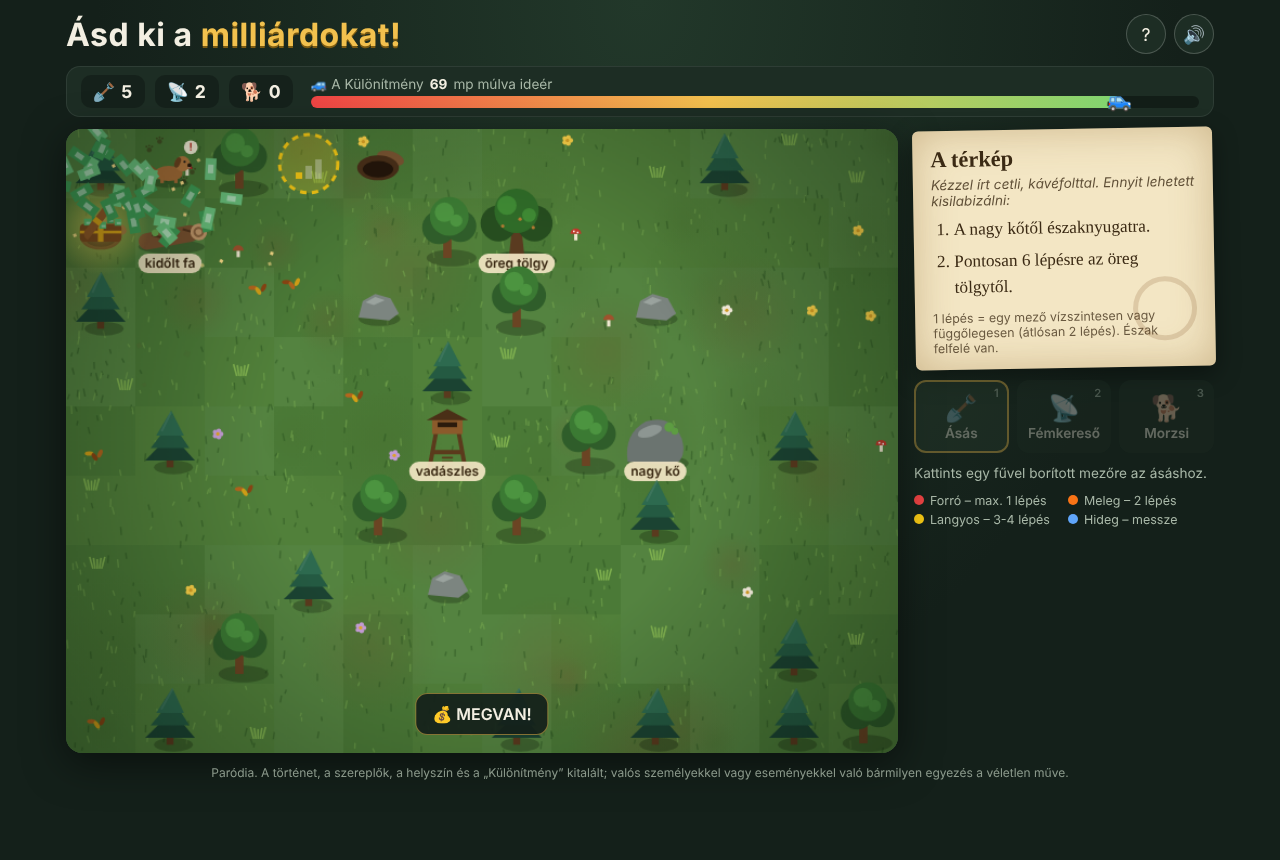 Ásd ki a milliárdokat!
?
5
2
0
A Különítmény 69 mp múlva ideér
!
kidőlt fa
öreg tölgy
vadászles
nagy kő
MEGVAN!
A térkép
Kézzel írt cetli, kávéfolttal. Ennyit lehetett
kisilabizálni:
1. A nagy kőtől északnyugatra.
2. Pontosan 6 lépésre az öreg
tölgytől.
1 lépés = egy mező vízszintesen vagy
függőlegesen (átlósan 2 lépés). Észak
felfelé van.
1
Ásás
2
Fémkereső
3
Morzsi
Kattints egy fűvel borított mezőre az ásáshoz.
Forró – max. 1 lépés
Meleg – 2 lépés
Langyos – 3-4 lépés
Hideg – messze
Paródia. A történet, a szereplők, a helyszín és a „Különítmény” kitalált; valós személyekkel vagy eseményekkel való bármilyen egyezés a véletlen műve.